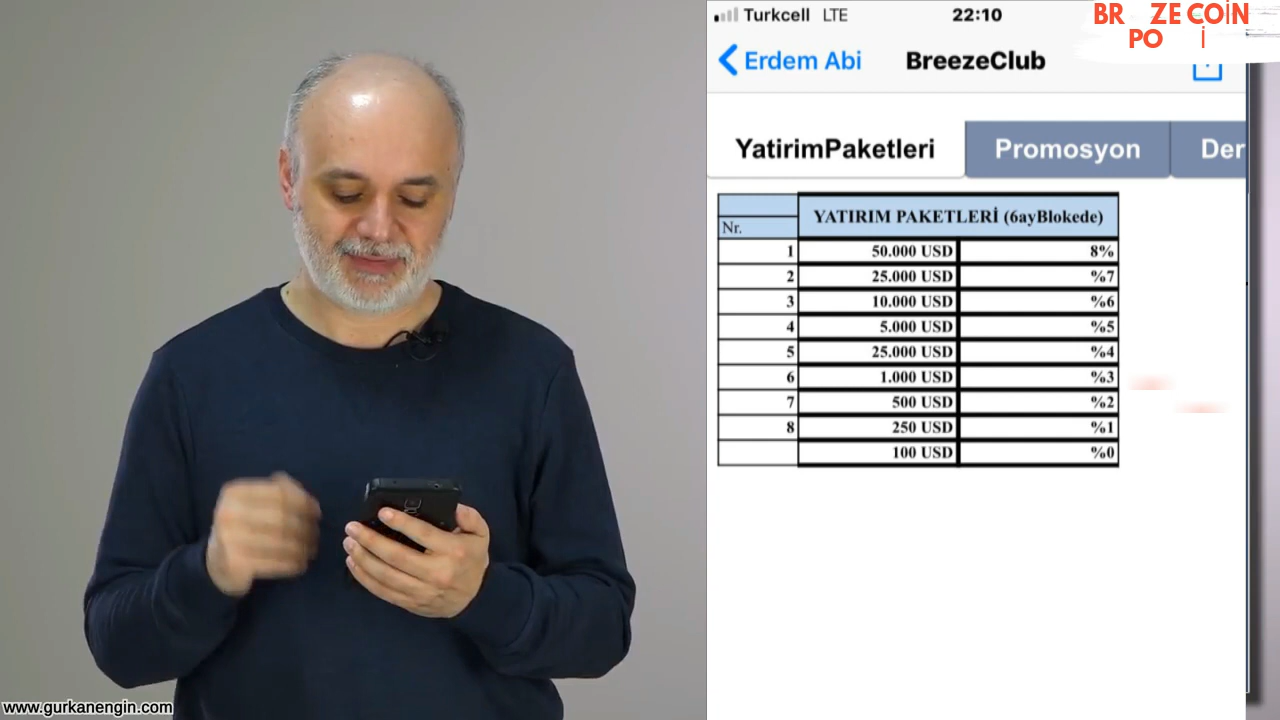 Turkcell LTE 22:10
BR ZE COİN
PO İ
Erdem Abi BreezeClub
YatirimPaketleri Promosyon Der
YATIRIM PAKETLERİ (6ayBlokede)
Nr.
1 50.000 USD 8%
2 25.000 USD %7
3 10.000 USD %6
4 5.000 USD %5
5 25.000 USD %4
6 1.000 USD %3
7 500 USD %2
8 250 USD %1
100 USD %0
www.gurkanengin.com